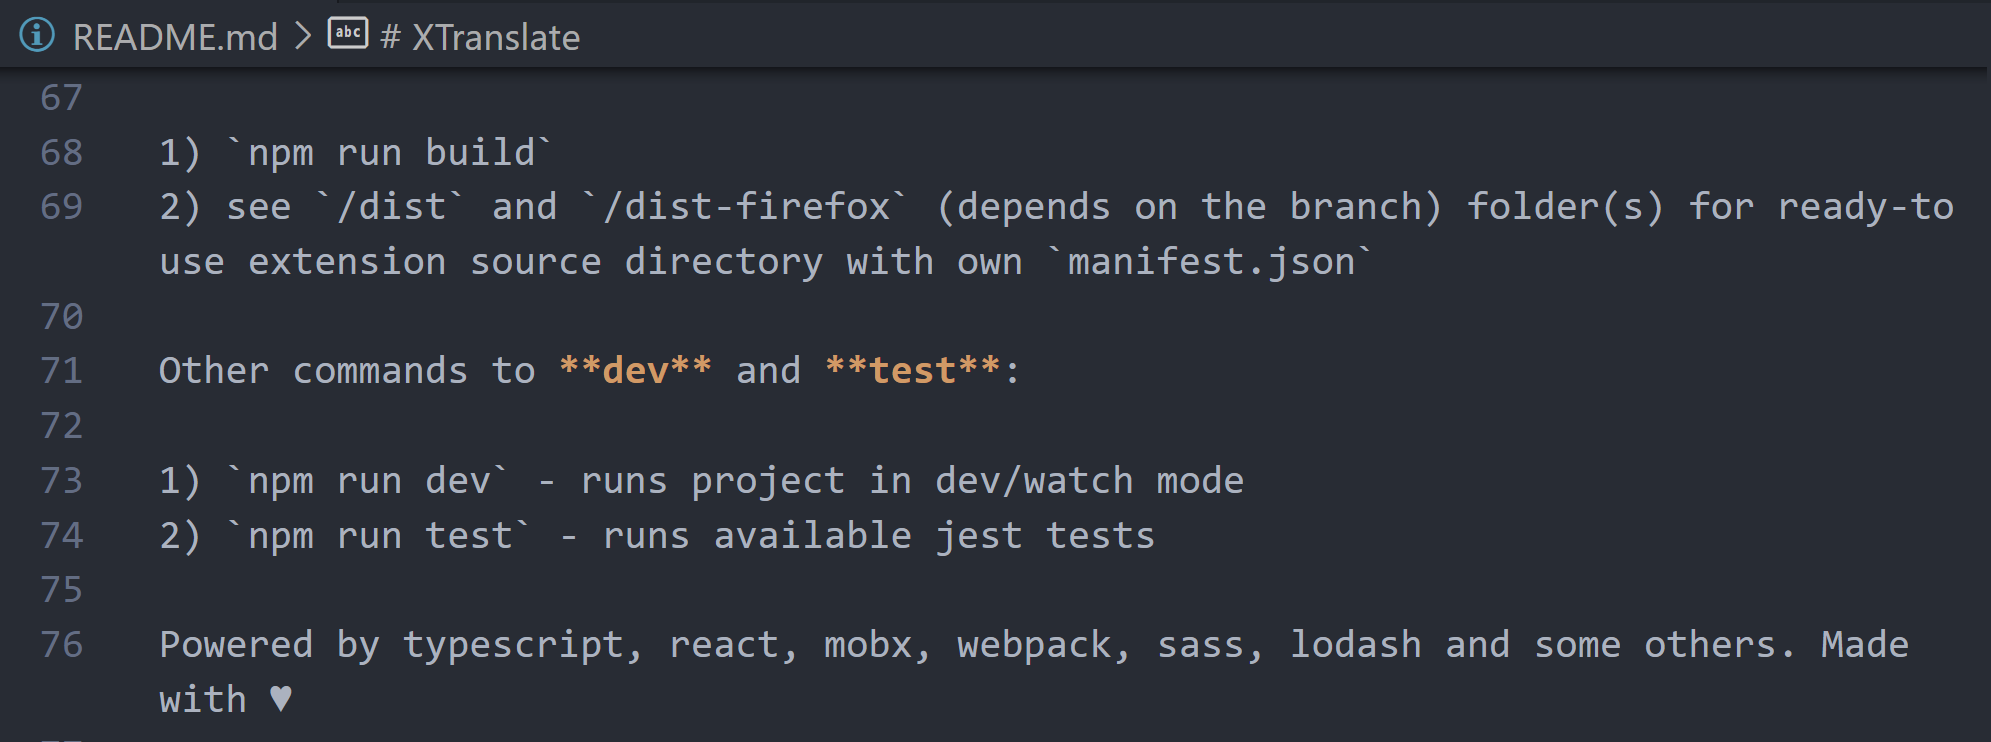 README.md > abc # XTranslate
67
68 1) `npm run build`
69 2) see `/dist` and `/dist-firefox` (depends on the branch) folder(s) for ready-to
use extension source directory with own `manifest.json`
70
71 Other commands to **dev** and **test**:
72
73 1) `npm run dev` - runs project in dev/watch mode
74 2) `npm run test` - runs available jest tests
75
76 Powered by typescript, react, mobx, webpack, sass, lodash and some others. Made
with ♥